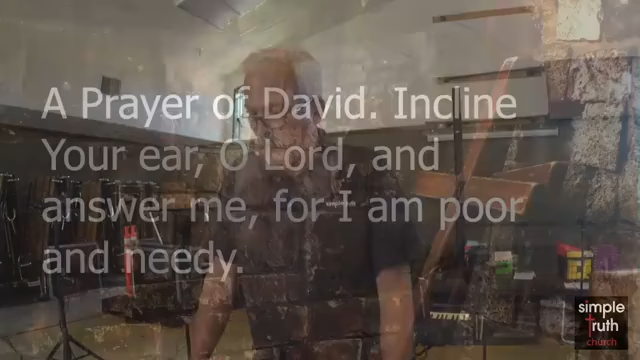 A Prayer of David. Incline
Your ear, O Lord, and
answer me, for I am poor
and needy.
simple
truth
church